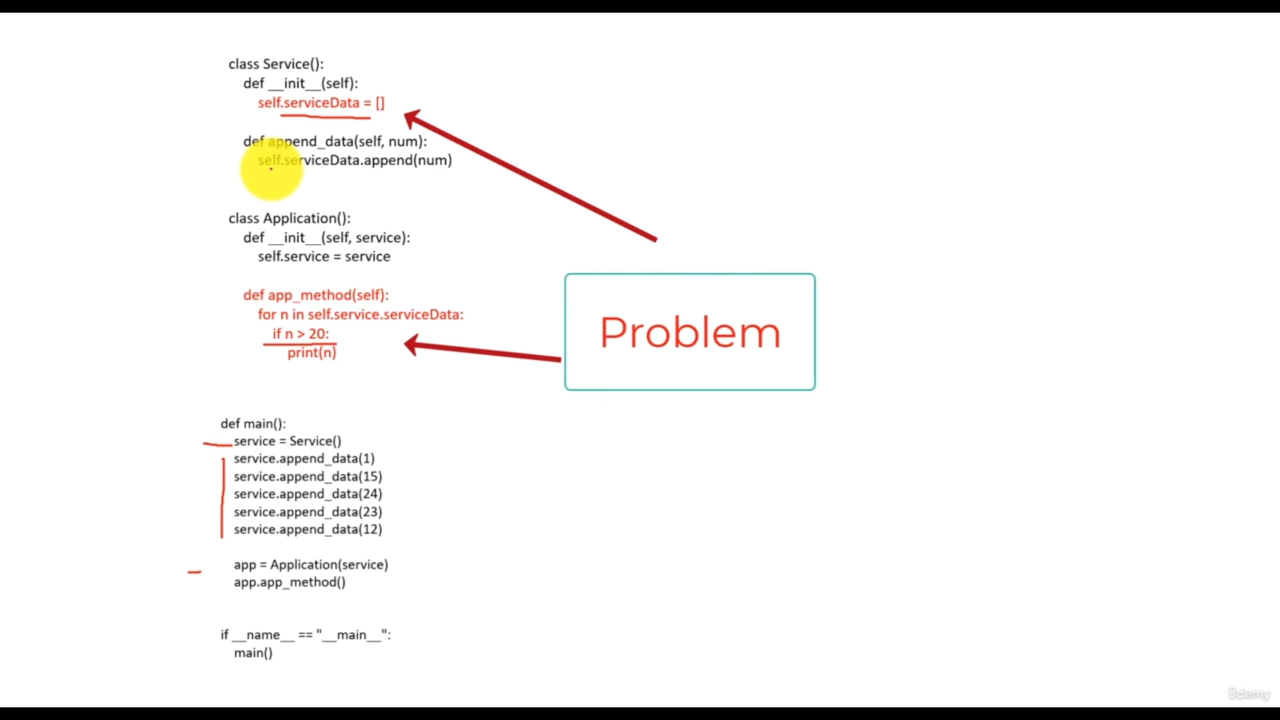 class Service():
def __init__(self):
self.serviceData = []
def append_data(self, num):
self.serviceData.append(num)
class Application():
def __init__(self, service):
self.service = service
def app_method(self):
for n in self.service.serviceData:
if n > 20:
print(n)
Problem
def main():
service = Service()
service.append_data(1)
service.append_data(15)
service.append_data(24)
service.append_data(23)
service.append_data(12)
app = Application(service)
app.app_method()
if __name__ == "__main__":
main()
ûdemy